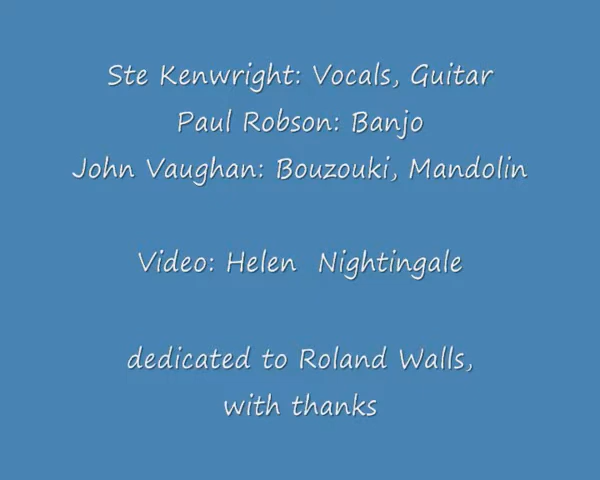 Ste Kenwright: Vocals, Guitar
Paul Robson: Banjo
John Vaughan: Bouzouki, Mandolin
Video: Helen  Nightingale
dedicated to Roland Walls,
with thanks